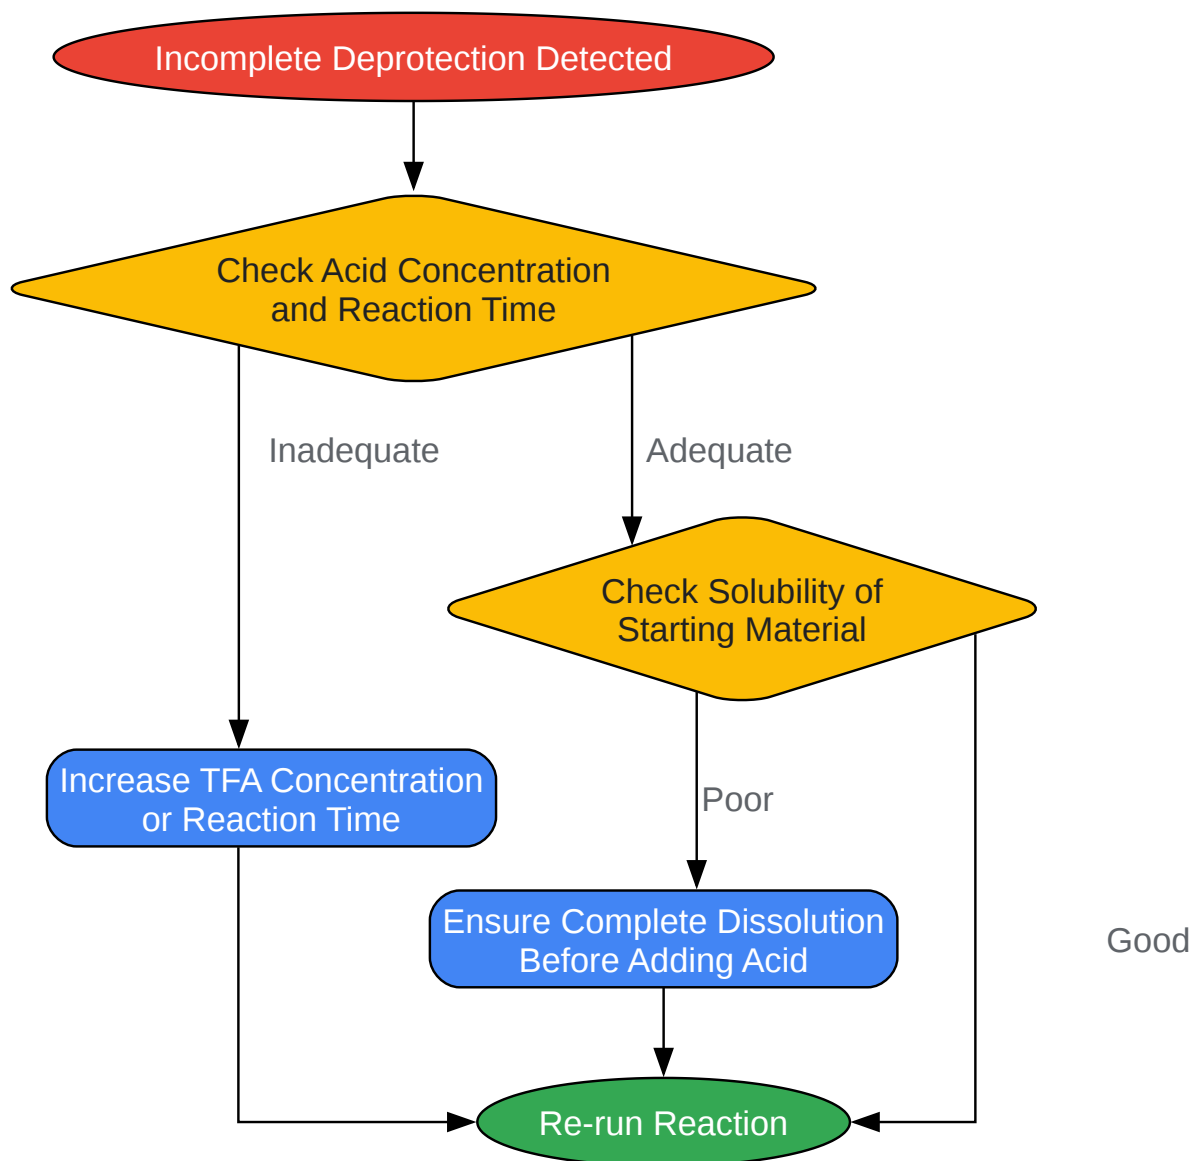 Incomplete Deprotection Detected
Check Acid Concentration
and Reaction Time
Inadequate
Adequate
Check Solubility of
Starting Material
Increase TFA Concentration
or Reaction Time
Poor
Ensure Complete Dissolution
Before Adding Acid
Good
Re-run Reaction